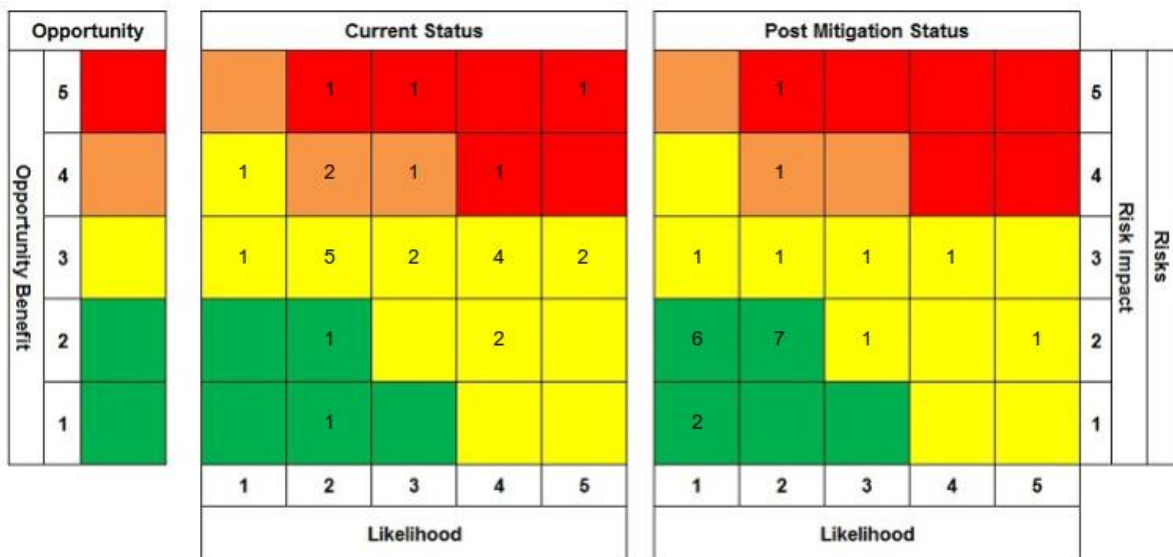 Opportunity Current Status Post Mitigation Status
5 1 1 1 1 5
4 1 2 1 1 1 4
3 1 5 2 4 2 1 1 1 1 3
2 1 2 6 7 1 1 2
1 1 2 1
Opportunity Benefit
Risk Impact
Risks
1 2 3 4 5 1 2 3 4 5
Likelihood Likelihood